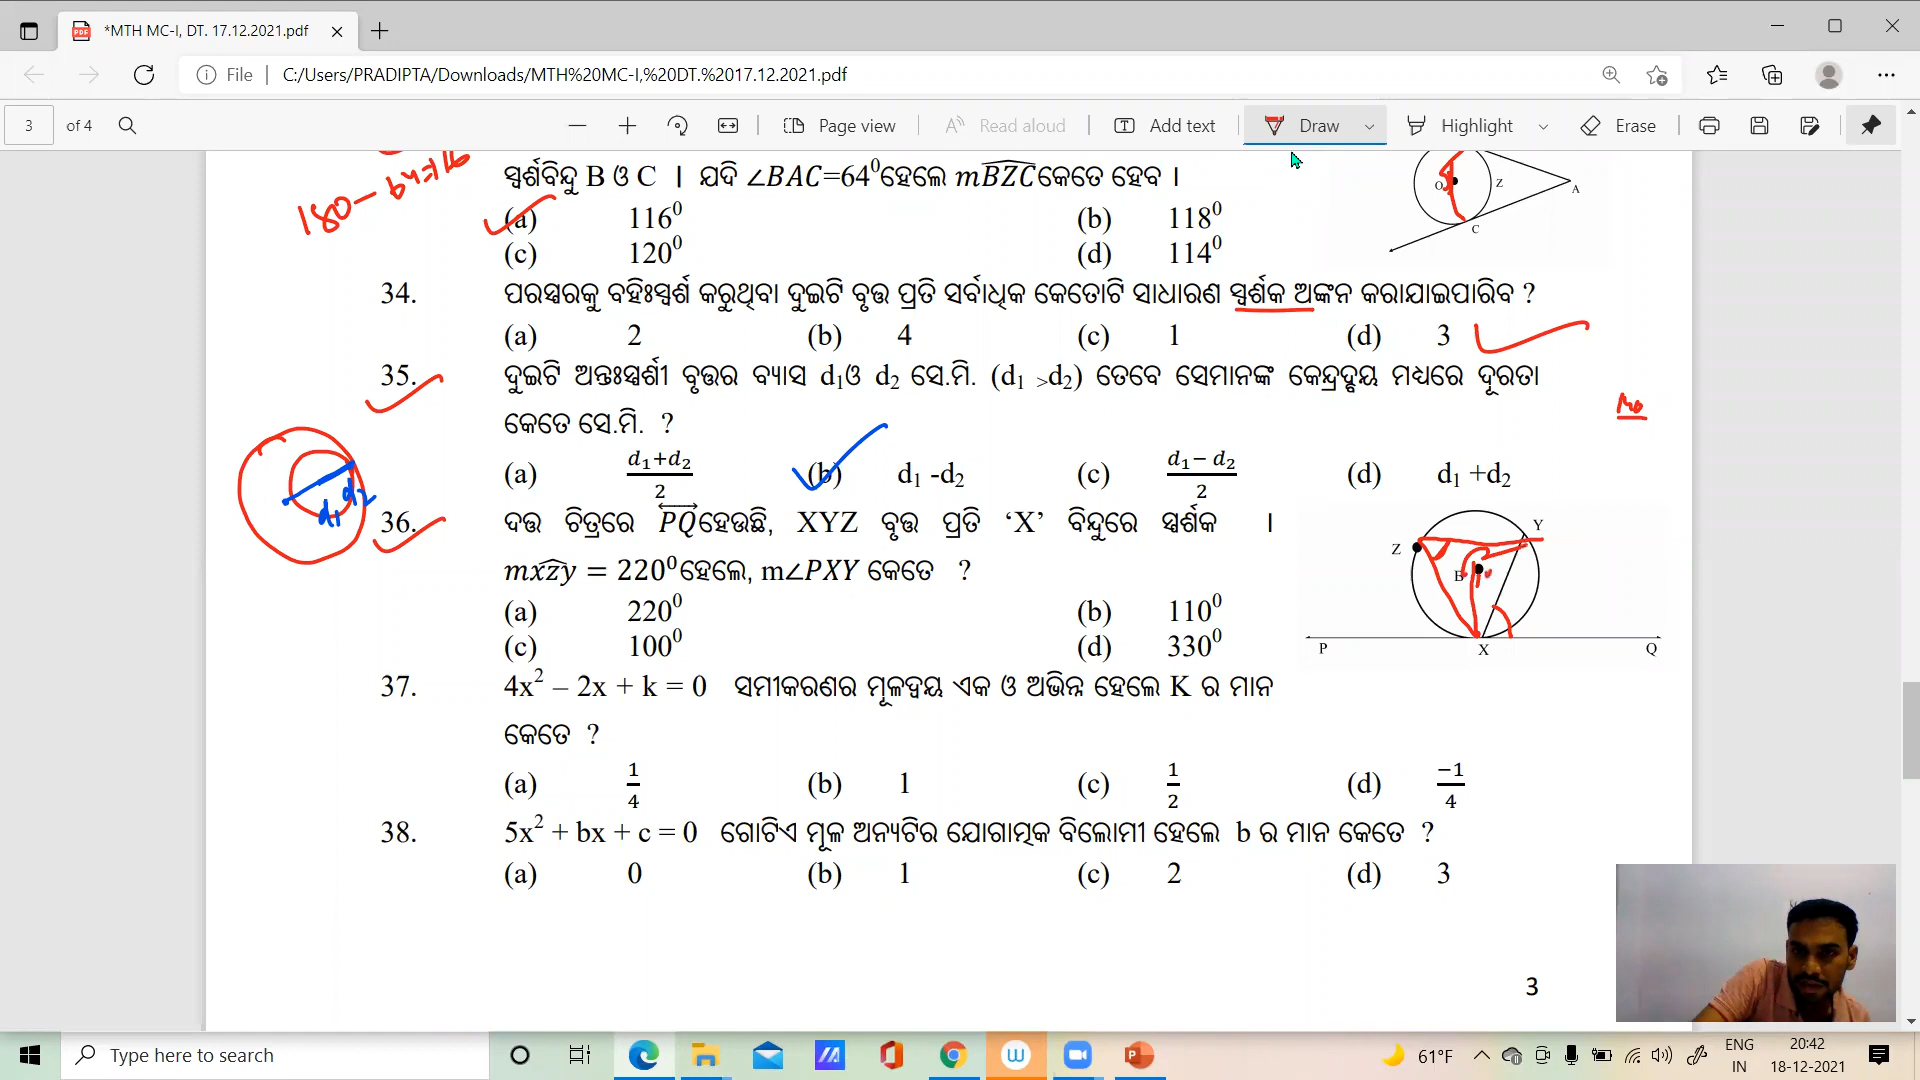 *MTH MC-I, DT. 17.12.2021.pdf
File
C:/Users/PRADIPTA/Downloads/MTH%20MC-I,%20DT.%2017.12.2021.pdf
3 of 4
Page view
Read aloud
Add text
Draw
Highlight
Erase
ସ୍ପର୍ଶବିନ୍ଦୁ B ଓ C । ଯଦି ∠BAC=64⁰ହେଲେ mBZCକେତେ ହେବ ।
(a) 116⁰ (b) 118⁰
(c) 120⁰ (d) 114⁰
O Z A C
34. ପରସ୍ପରକୁ ବହିଃସ୍ପର୍ଶ କରୁଥିବା ଦୁଇଟି ବୃତ୍ତ ପ୍ରତି ସର୍ବାଧିକ କେତୋଟି ସାଧାରଣ ସ୍ପର୍ଶକ ଅଙ୍କନ କରାଯାଇପାରିବ ?
(a) 2 (b) 4 (c) 1 (d) 3
35. ଦୁଇଟି ଅନ୍ତଃସ୍ପର୍ଶୀ ବୃତ୍ତର ବ୍ୟାସ d₁ଓ d₂ ସେ.ମି. (d₁ >d₂) ତେବେ ସେମାନଙ୍କ କେନ୍ଦ୍ରଦ୍ବୟ ମଧ୍ୟରେ ଦୂରତା
କେତେ ସେ.ମି. ?
(a) (d₁+d₂)/2 (b) d₁ -d₂ (c) (d₁− d₂)/2 (d) d₁ +d₂
d₁ d₂
36. ଦତ୍ତ ଚିତ୍ରରେ PQହେଉଛି, XYZ ବୃତ୍ତ ପ୍ରତି ‘X’ ବିନ୍ଦୁରେ ସ୍ପର୍ଶକ ।
mxzy = 220⁰ହେଲେ, m∠PXY କେତେ ?
(a) 220⁰ (b) 110⁰
(c) 100⁰ (d) 330⁰
Z Y B P X Q
37. 4x² – 2x + k = 0 ସମୀକରଣର ମୂଳଦ୍ୱୟ ଏକ ଓ ଅଭିନ୍ନ ହେଲେ K ର ମାନ
କେତେ ?
(a) 1/4 (b) 1 (c) 1/2 (d) −1/4
38. 5x² + bx + c = 0 ଗୋଟିଏ ମୂଳ ଅନ୍ୟଟିର ଯୋଗାତ୍ମକ ବିଲୋମୀ ହେଲେ b ର ମାନ କେତେ ?
(a) 0 (b) 1 (c) 2 (d) 3
3
Type here to search
61°F
ENG
IN
20:42
18-12-2021